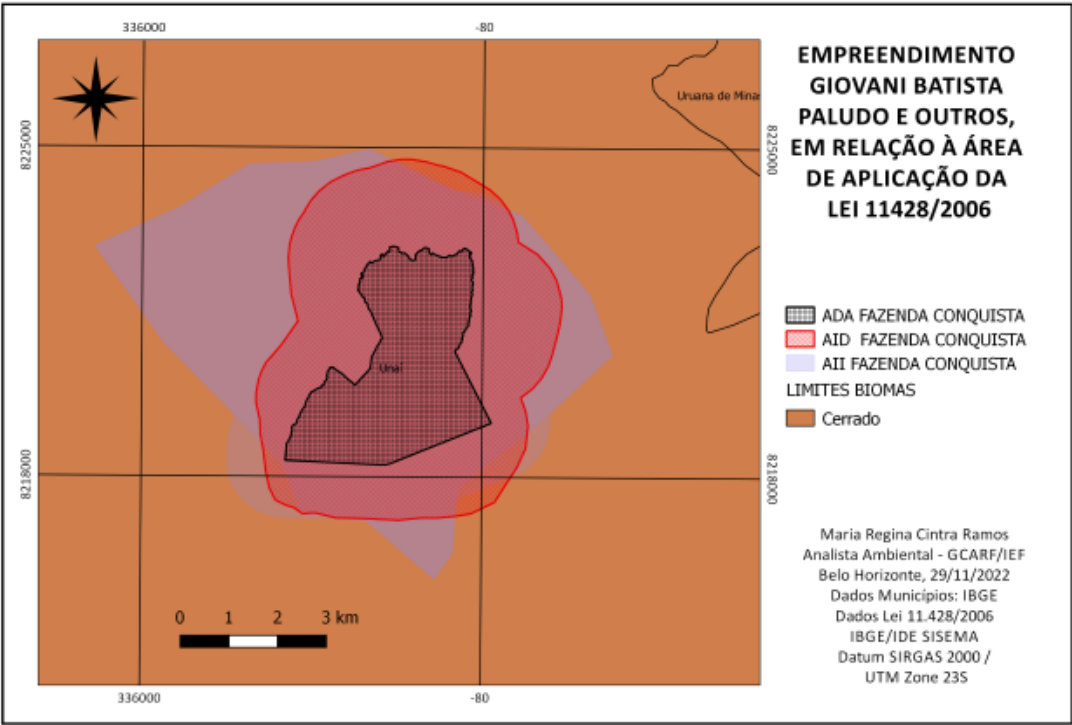 336000
-80
EMPREENDIMENTO
GIOVANI BATISTA
PALUDO E OUTROS,
EM RELAÇÃO À ÁREA
DE APLICAÇÃO DA
LEI 11428/2006
Uruana de Minas
8225000
8225000
ADA FAZENDA CONQUISTA
AID FAZENDA CONQUISTA
AII FAZENDA CONQUISTA
LIMITES BIOMAS
Cerrado
Unaí
8218000
8218000
Maria Regina Cintra Ramos
Analista Ambiental - GCARF/IEF
Belo Horizonte, 29/11/2022
Dados Municípios: IBGE
Dados Lei 11.428/2006
IBGE/IDE SISEMA
Datum SIRGAS 2000 /
UTM Zone 23S
0 1 2 3 km
336000
-80